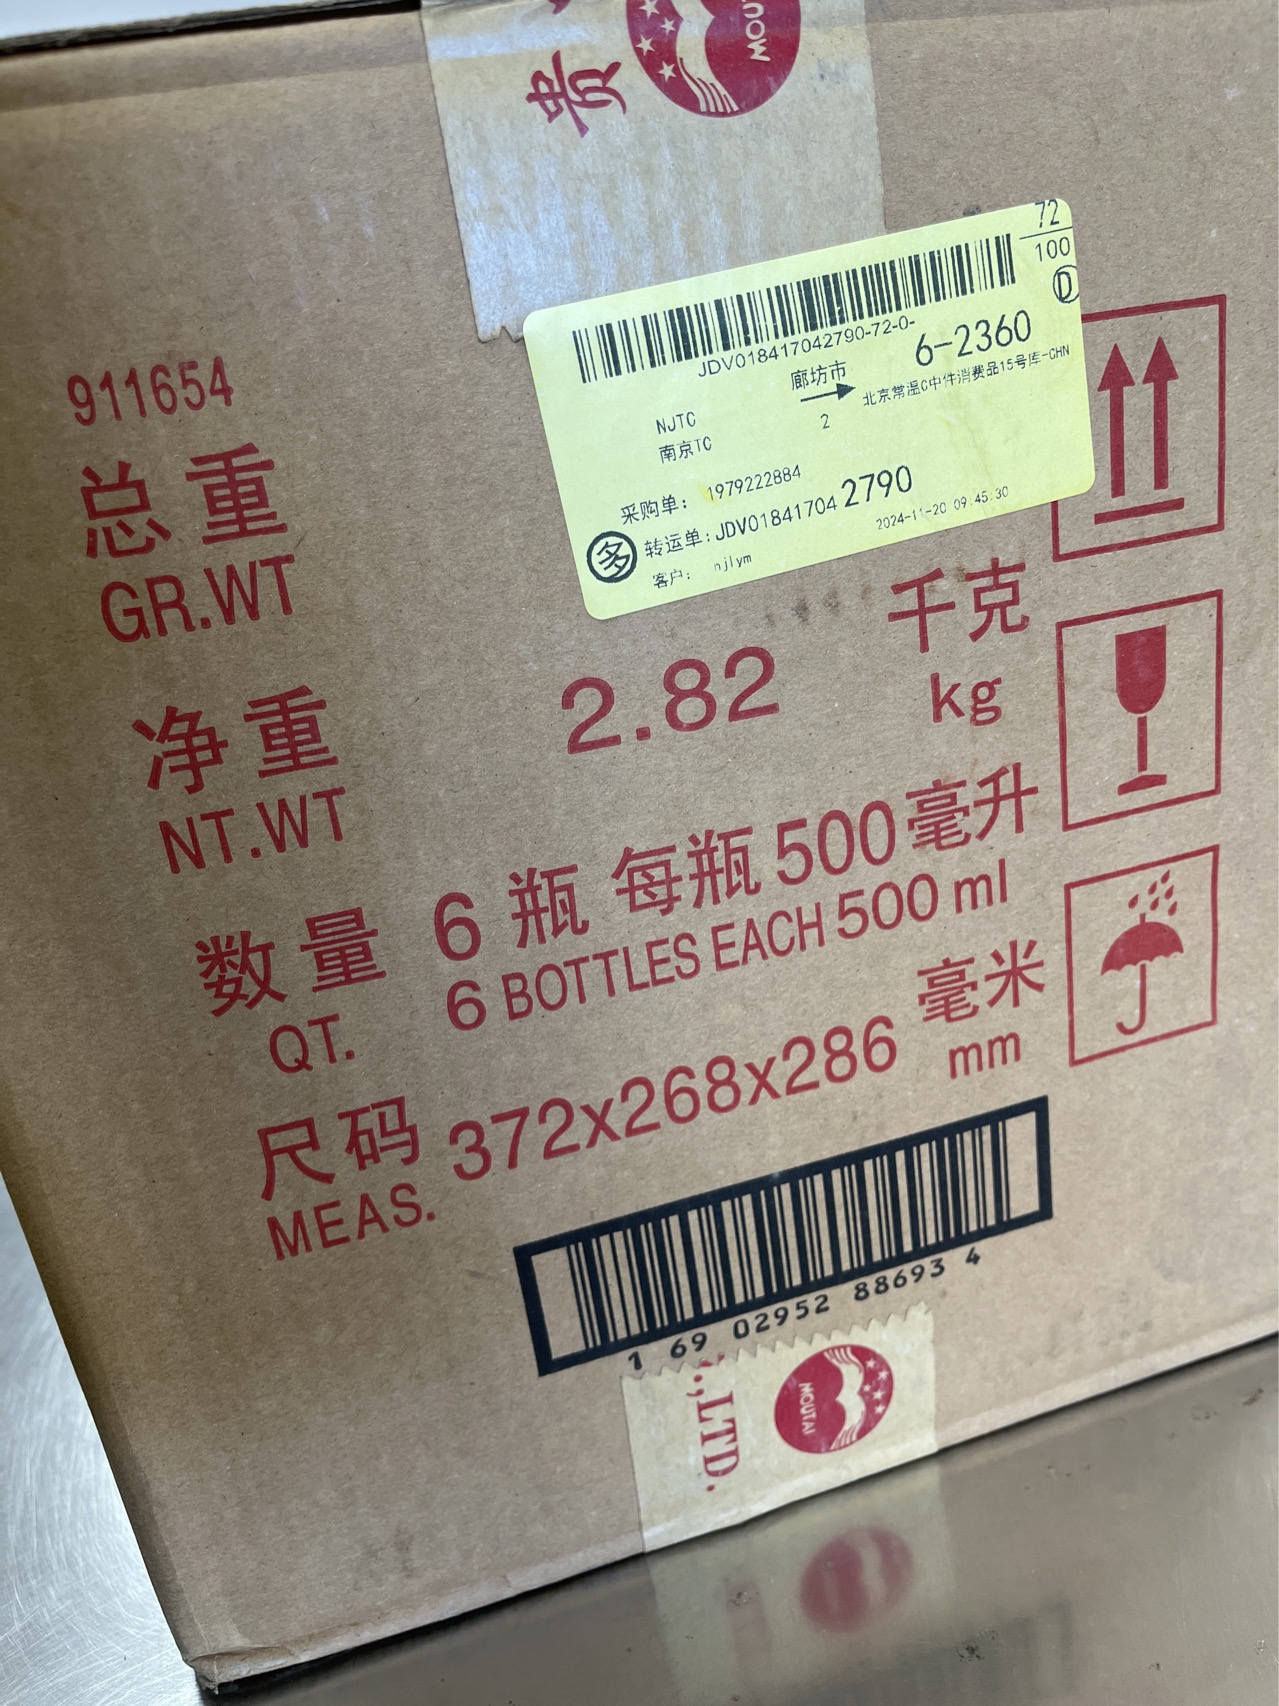 贵
MOU
72
100
D
JDV018417042790-72-0-
6-2360
廊坊市
北京常温C中件消费品15号库-CHN
NJTC
2
南京TC
采购单: 1979222884
多 转运单: JDV018417042790
2024-11-20 09:45:30
客户: njlym
911654
总重
GR.WT
千克
净重 2.82 kg
NT.WT
数量 6 瓶 每瓶 500 毫升
QT. 6 BOTTLES EACH 500 ml
毫米
尺码 372x268x286 mm
MEAS.
1 69 02952 88693 4
.,LTD.
MOUTAI